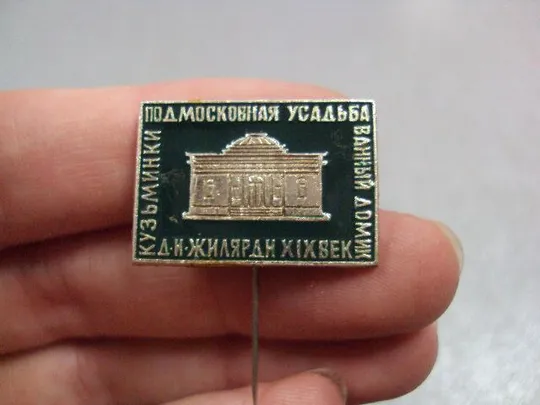 КУЗЬМИНКИ
ПОДМОСКОВНАЯ УСАДЬБА
ВАННЫЙ ДОМИК
Д·И·ЖИЛЯРДИ XIX ВЕК